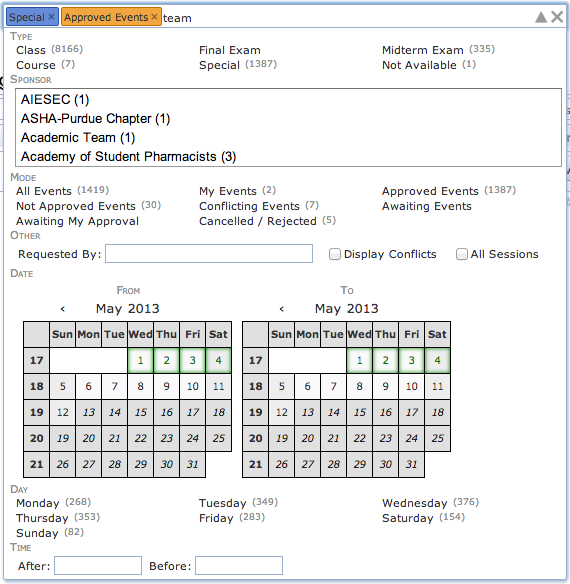 Special × Approved Events × team
TYPE
Class (8166) Final Exam Midterm Exam (335)
Course (7) Special (1387) Not Available (1)
SPONSOR
AIESEC (1)
ASHA-Purdue Chapter (1)
Academic Team (1)
Academy of Student Pharmacists (3)
MODE
All Events (1419) My Events (2) Approved Events (1387)
Not Approved Events (30) Conflicting Events (7) Awaiting Events
Awaiting My Approval Cancelled / Rejected (5)
OTHER
Requested By: Display Conflicts All Sessions
DATE
FROM TO
‹ May 2013 ‹ May 2013
Sun Mon Tue Wed Thu Fri Sat Sun Mon Tue Wed Thu Fri Sat
17 1 2 3 4 17 1 2 3 4
18 5 6 7 8 9 10 11 18 5 6 7 8 9 10 11
19 12 13 14 15 16 17 18 19 12 13 14 15 16 17 18
20 19 20 21 22 23 24 25 20 19 20 21 22 23 24 25
21 26 27 28 29 30 31 21 26 27 28 29 30 31
DAY
Monday (268) Tuesday (349) Wednesday (376)
Thursday (353) Friday (283) Saturday (154)
Sunday (82)
TIME
After: Before: